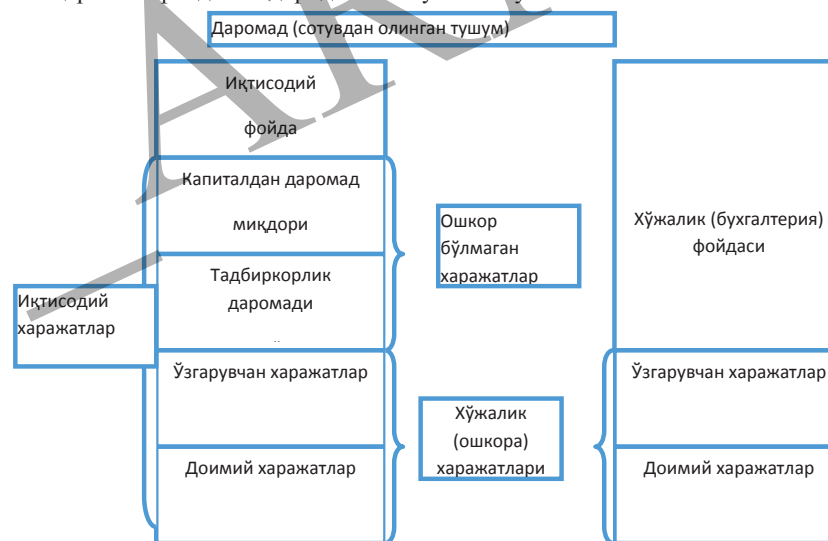 Даромад (сотувдан олинган тушум)
Иқтисодий
фойда
Капиталдан даромад
миқдори
Тадбиркорлик
даромади
Иқтисодий
харажатлар
Ўзгарувчан харажатлар
Доимий харажатлар
Ошкор
бўлмаган
харажатлар
Хўжалик
(ошкора)
харажатлари
Хўжалик (бухгалтерия)
фойдаси
Ўзгарувчан харажатлар
Доимий харажатлар